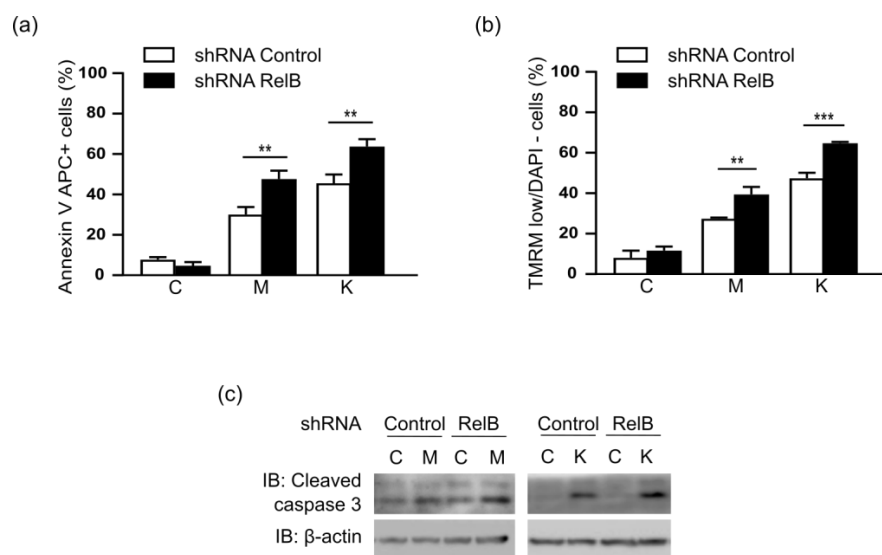 (a)
shRNA Control
shRNA RelB
Annexin V APC+ cells (%)
100
80
60
40
20
0
**
**
C M K
(b)
shRNA Control
shRNA RelB
TMRM low/DAPI - cells (%)
100
80
60
40
20
0
**
***
C M K
(c)
shRNA Control RelB Control RelB
C M C M C K C K
IB: Cleaved
caspase 3
IB: β-actin